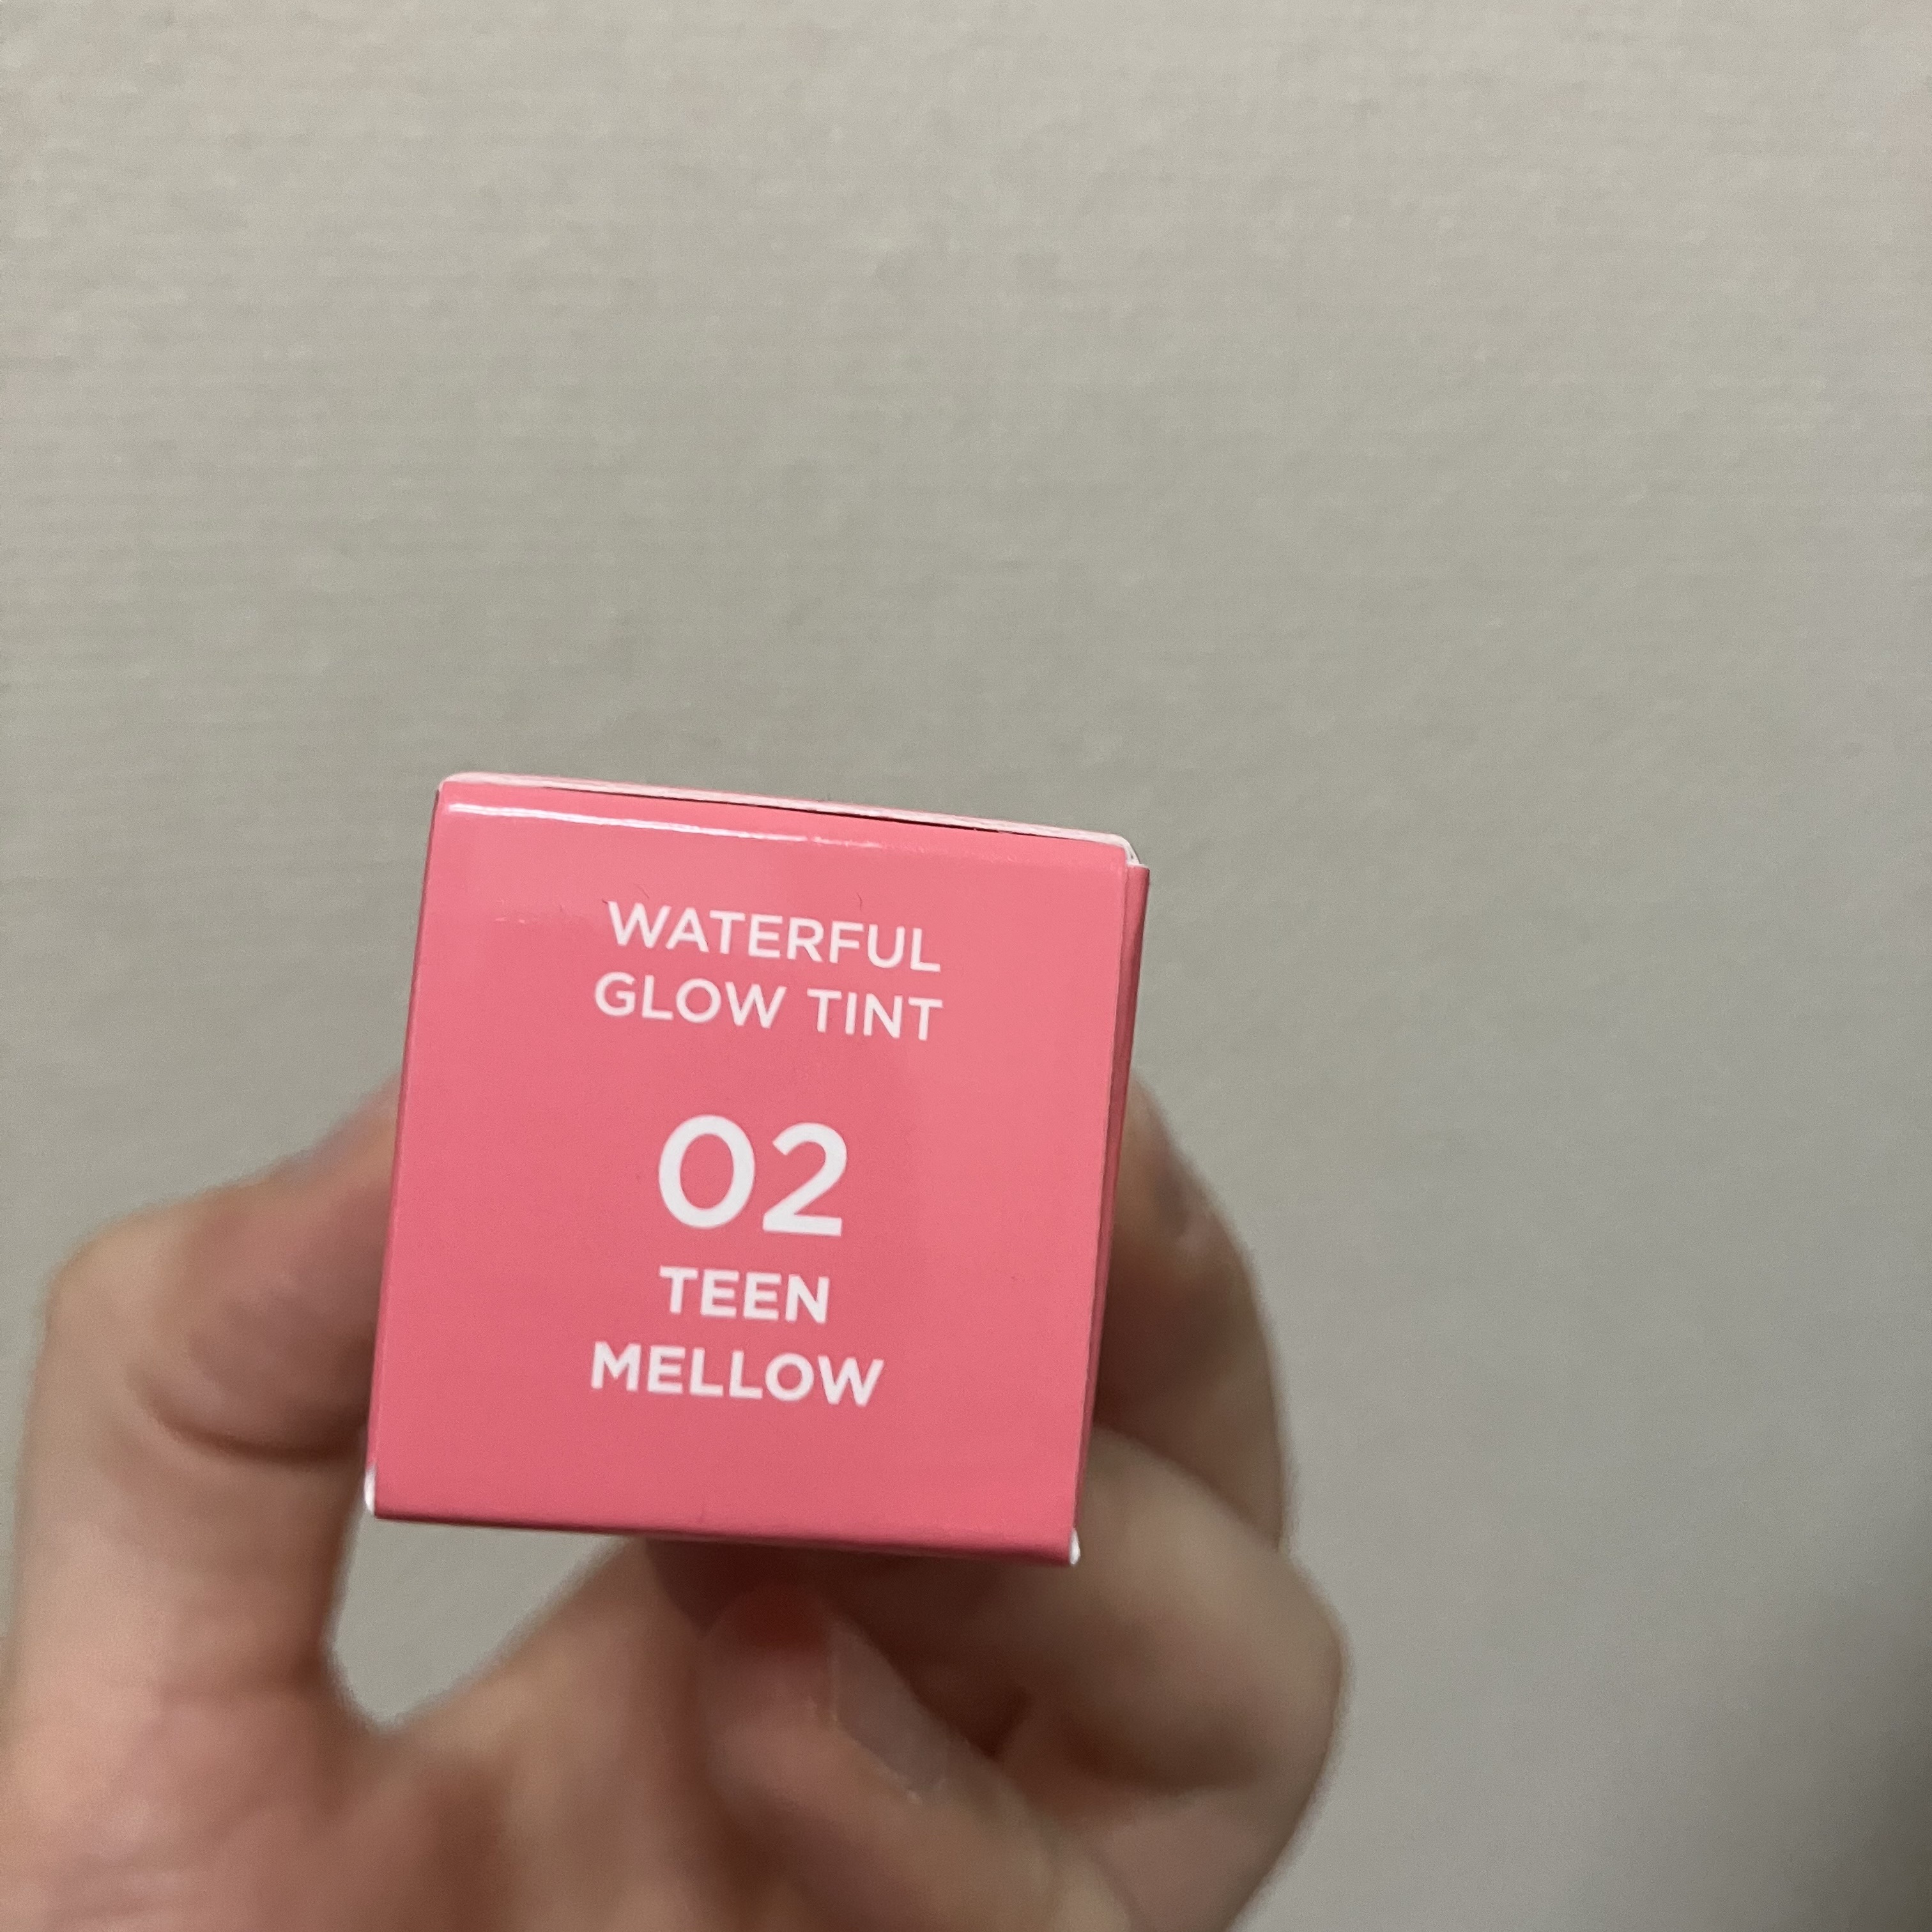 WATERFUL
GLOW TINT
02
TEEN
MELLOW